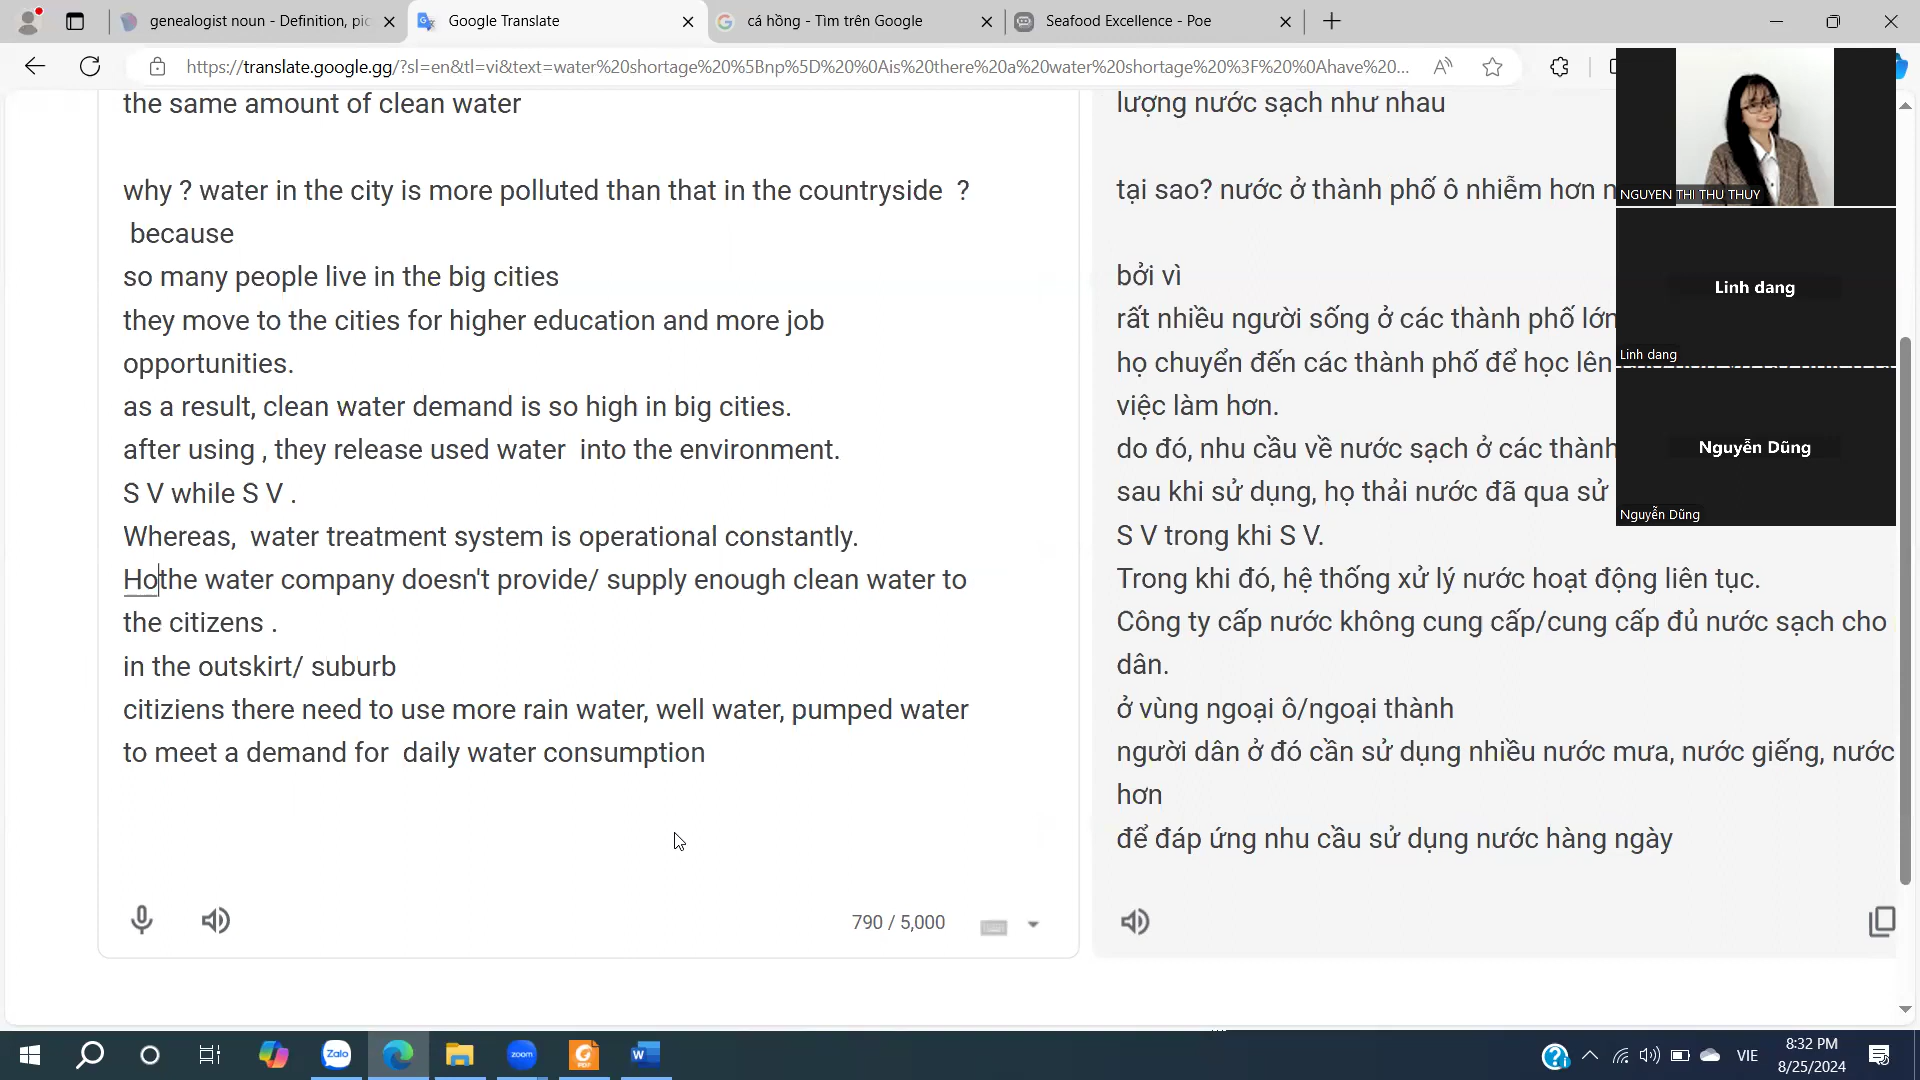 genealogist noun - Definition, pic
Google Translate
cá hồng - Tìm trên Google
Seafood Excellence - Poe
https://translate.google.gg/?sl=en&tl=vi&text=water%20shortage%20%5Bnp%5D%20%0Ais%20there%20a%20water%20shortage%20%3F%20%0Ahave%20...
the same amount of clean water
why ? water in the city is more polluted than that in the countryside ?
because
so many people live in the big cities
they move to the cities for higher education and more job
opportunities.
as a result, clean water demand is so high in big cities.
after using , they release used water into the environment.
S V while S V .
Whereas, water treatment system is operational constantly.
Hothe water company doesn't provide/ supply enough clean water to
the citizens .
in the outskirt/ suburb
citiziens there need to use more rain water, well water, pumped water
to meet a demand for daily water consumption
790 / 5,000
lượng nước sạch như nhau
tại sao? nước ở thành phố ô nhiễm hơn n
bởi vì
rất nhiều người sống ở các thành phố lớn
họ chuyển đến các thành phố để học lên
việc làm hơn.
do đó, nhu cầu về nước sạch ở các thành
sau khi sử dụng, họ thải nước đã qua sử
S V trong khi S V.
Trong khi đó, hệ thống xử lý nước hoạt động liên tục.
Công ty cấp nước không cung cấp/cung cấp đủ nước sạch cho
dân.
ở vùng ngoại ô/ngoại thành
người dân ở đó cần sử dụng nhiều nước mưa, nước giếng, nước
hơn
để đáp ứng nhu cầu sử dụng nước hàng ngày
NGUYEN THI THU THUY
Linh dang
Linh dang
Nguyễn Dũng
Nguyễn Dũng
Zalo
zoom
PDF
W
VIE
8:32 PM
8/25/2024